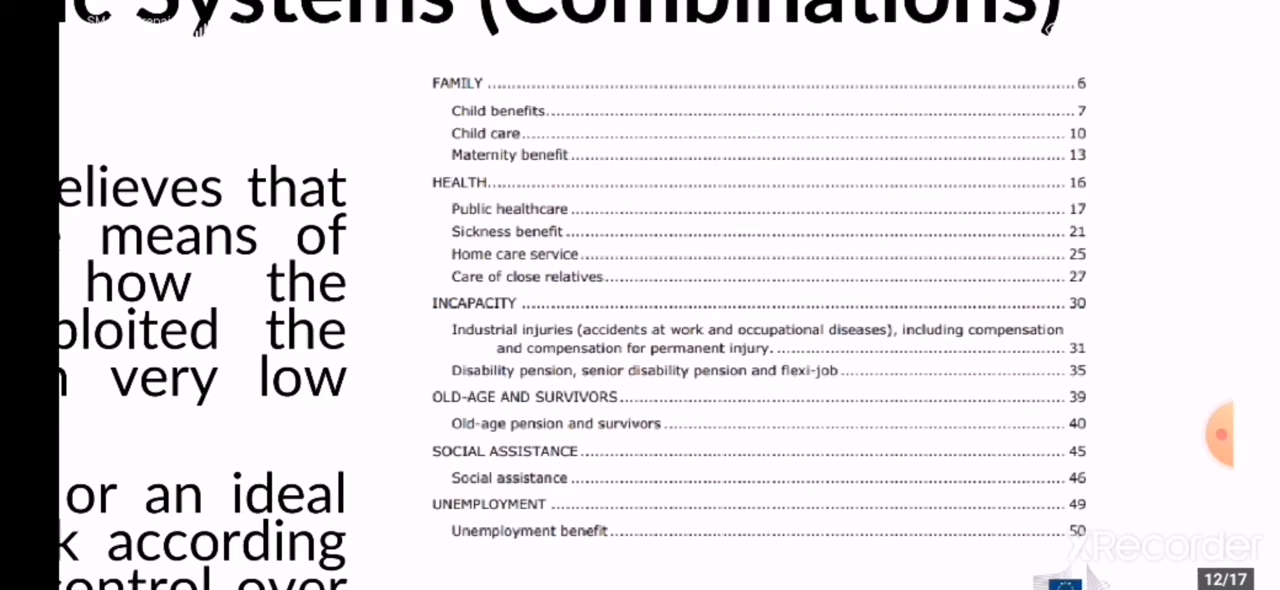 c Systems (Combinations)
elieves that
means of
how the
ploited the
very low
or an ideal
k according
control over
FAMILY 6
Child benefits 7
Child care 10
Maternity benefit 13
HEALTH 16
Public healthcare 17
Sickness benefit 21
Home care service 25
Care of close relatives 27
INCAPACITY 30
Industrial injuries (accidents at work and occupational diseases), including compensation
and compensation for permanent injury. 31
Disability pension, senior disability pension and flexi-job 35
OLD-AGE AND SURVIVORS 39
Old-age pension and survivors 40
SOCIAL ASSISTANCE 45
Social assistance 46
UNEMPLOYMENT 49
Unemployment benefit 50
XRecorder
12/17